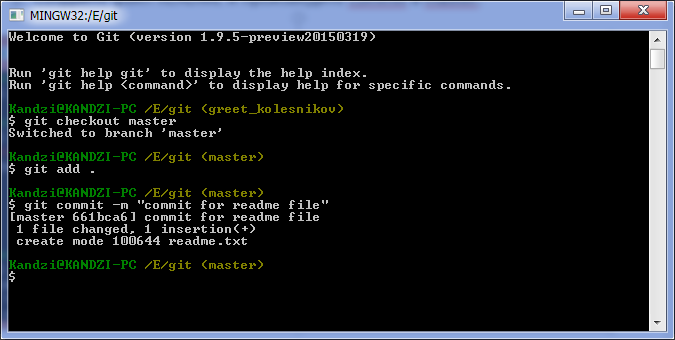 MINGW32:/E/git
Welcome to Git (version 1.9.5-preview20150319)
Run 'git help git' to display the help index.
Run 'git help <command>' to display help for specific commands.
Kandzi@KANDZI-PC /E/git (greet_kolesnikov)
$ git checkout master
Switched to branch 'master'
Kandzi@KANDZI-PC /E/git (master)
$ git add .
Kandzi@KANDZI-PC /E/git (master)
$ git commit -m "commit for readme file"
[master 661bca6] commit for readme file
1 file changed, 1 insertion(+)
create mode 100644 readme.txt
Kandzi@KANDZI-PC /E/git (master)
$